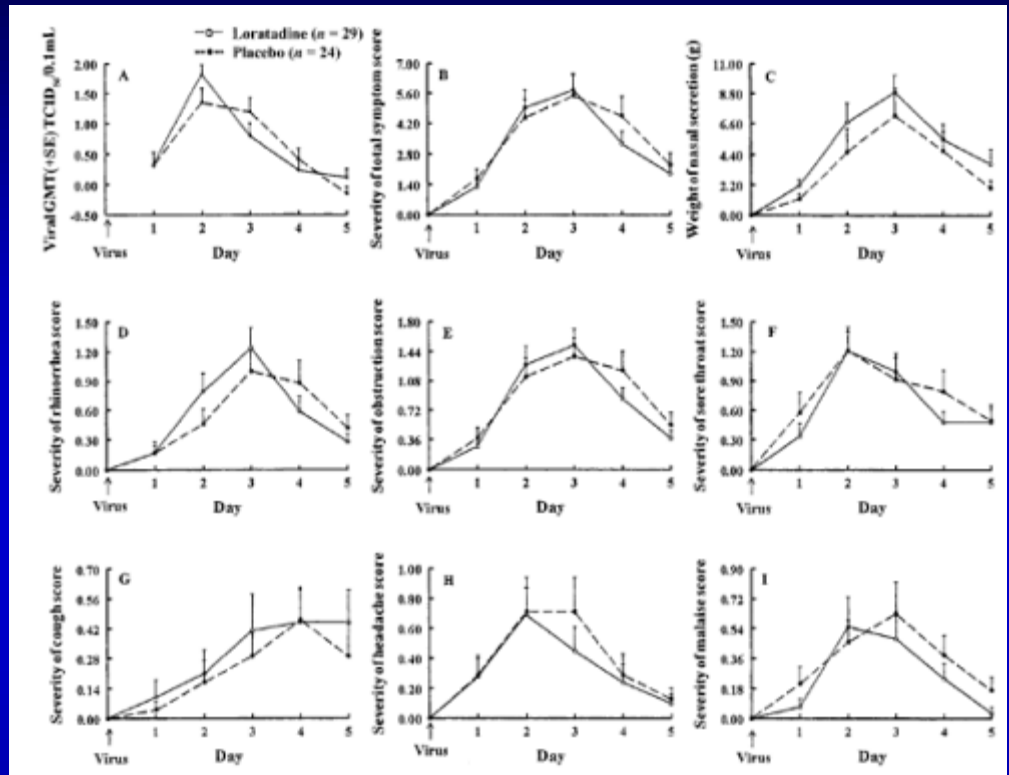 Loratadine (n = 29)
Placebo (n = 24)
A
Viral GMT (+SE) TCID50/0.1mL
2.00
1.50
1.00
0.50
0.00
-0.50
1 2 3 4 5
Virus
Day
B
Severity of total symptom score
7.00
5.60
4.20
2.80
1.40
0.00
1 2 3 4 5
Virus
Day
C
Weight of nasal secretion (g)
11.00
8.80
6.60
4.40
2.20
0.00
1 2 3 4 5
Virus
Day
D
Severity of rhinorrhea score
1.50
1.20
0.90
0.60
0.30
0.00
1 2 3 4 5
Virus
Day
E
Severity of obstruction score
1.80
1.44
1.08
0.72
0.36
0.00
1 2 3 4 5
Virus
Day
F
Severity of sore throat score
1.50
1.20
0.90
0.60
0.30
0.00
1 2 3 4 5
Virus
Day
G
Severity of cough score
0.70
0.56
0.42
0.28
0.14
0.00
1 2 3 4 5
Virus
Day
H
Severity of headache score
1.00
0.80
0.60
0.40
0.20
0.00
1 2 3 4 5
Virus
Day
I
Severity of malaise score
0.90
0.72
0.54
0.36
0.18
0.00
1 2 3 4 5
Virus
Day